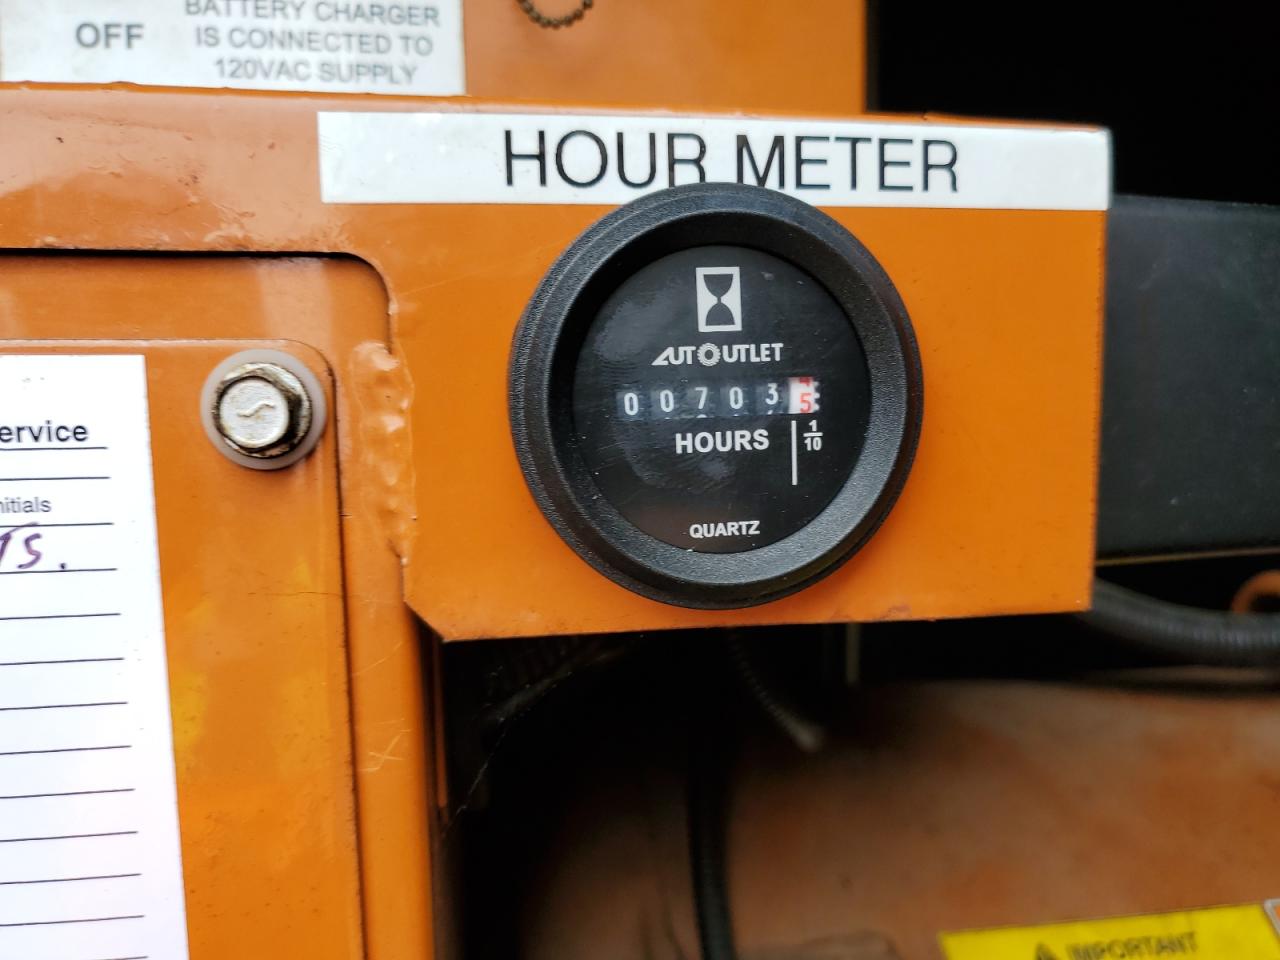 OFF
BATTERY CHARGER
IS CONNECTED TO
120VAC SUPPLY
HOUR METER
AUTOUTLET
0 0 7 0 3 5
HOURS
1/10
QUARTZ
ervice
nitials
TS.
IMPORTANT